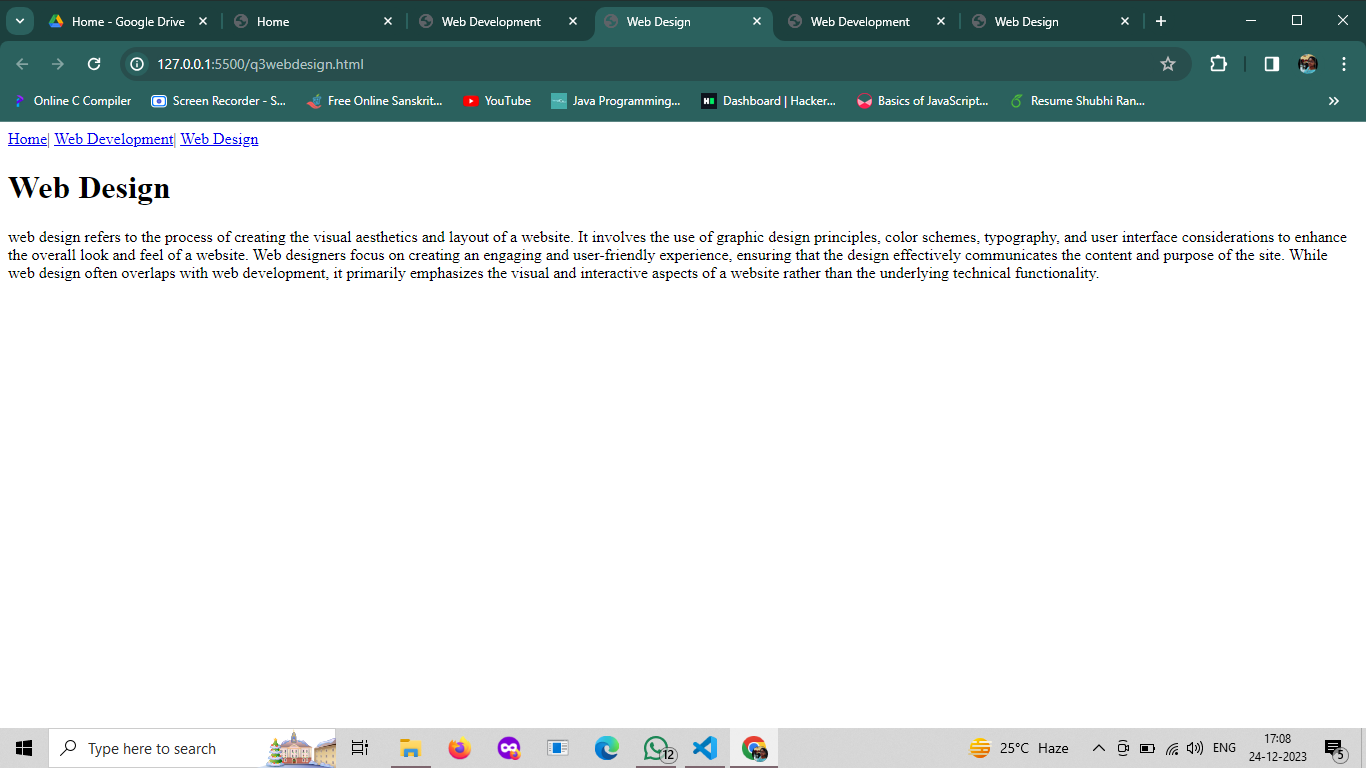 Home - Google Drive
Home
Web Development
Web Design
Web Development
Web Design
127.0.0.1:5500/q3webdesign.html
Online C Compiler
Screen Recorder - S...
Free Online Sanskrit...
YouTube
Java Programming...
Dashboard | Hacker...
Basics of JavaScript...
Resume Shubhi Ran...
Home| Web Development| Web Design
Web Design
web design refers to the process of creating the visual aesthetics and layout of a website. It involves the use of graphic design principles, color schemes, typography, and user interface considerations to enhance
the overall look and feel of a website. Web designers focus on creating an engaging and user-friendly experience, ensuring that the design effectively communicates the content and purpose of the site. While
web design often overlaps with web development, it primarily emphasizes the visual and interactive aspects of a website rather than the underlying technical functionality.
Type here to search
12
25°C Haze
ENG
17:08
24-12-2023
5